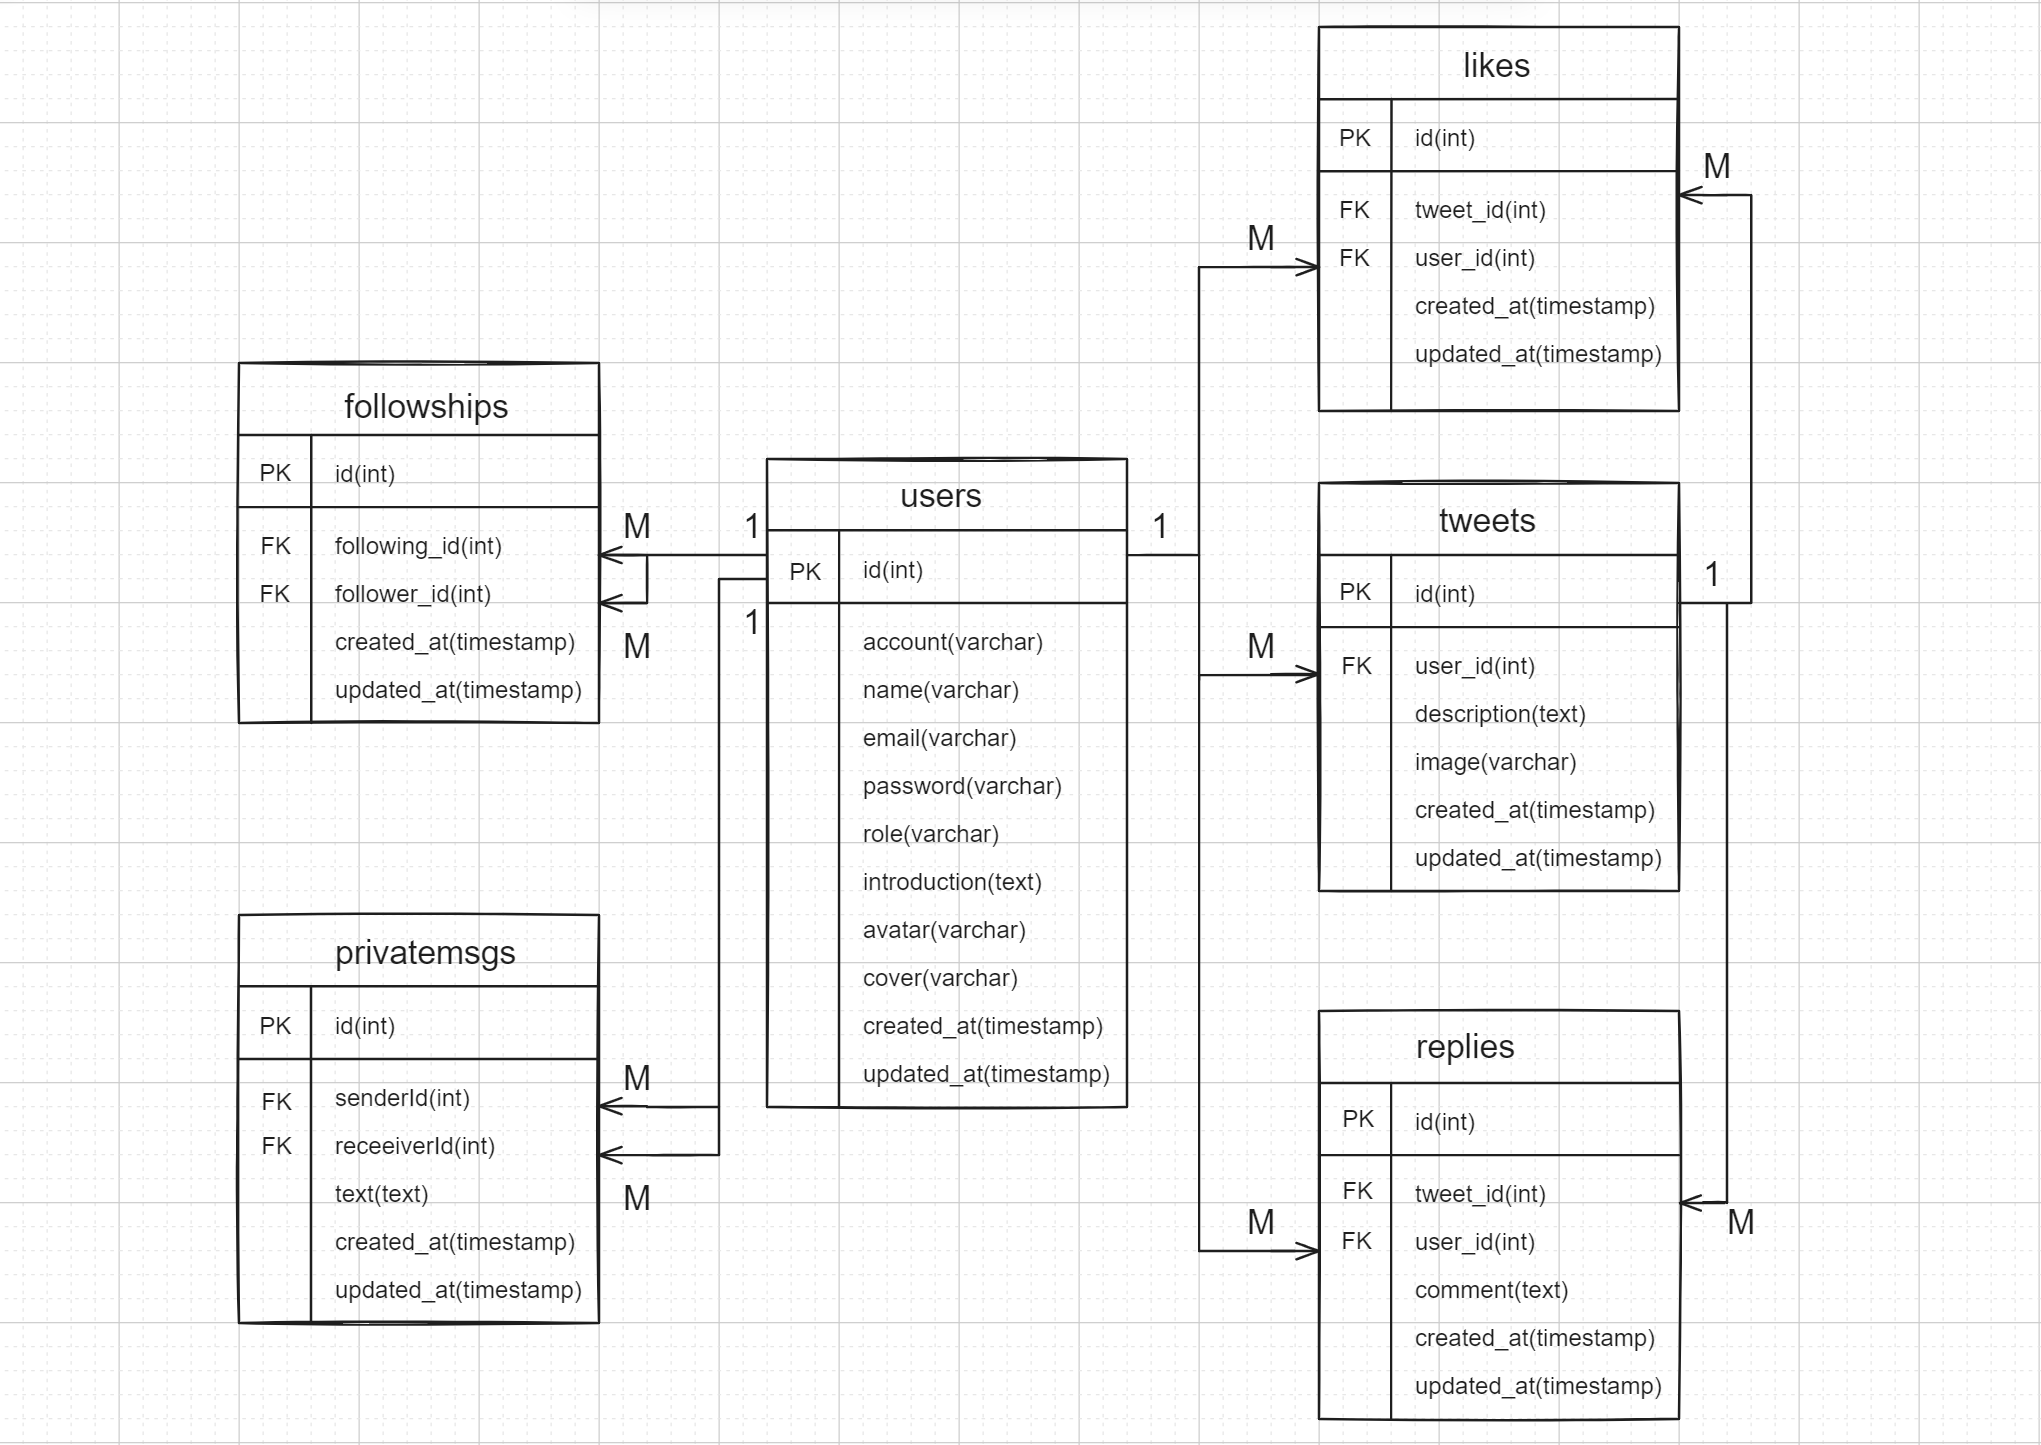 likes
PK id(int)
FK tweet_id(int)
FK user_id(int)
created_at(timestamp)
updated_at(timestamp)
M
M
followships
PK id(int)
FK following_id(int)
FK follower_id(int)
created_at(timestamp)
updated_at(timestamp)
M
M
1
1
users
PK id(int)
account(varchar)
name(varchar)
email(varchar)
password(varchar)
role(varchar)
introduction(text)
avatar(varchar)
cover(varchar)
created_at(timestamp)
updated_at(timestamp)
1
M
tweets
PK id(int)
FK user_id(int)
description(text)
image(varchar)
created_at(timestamp)
updated_at(timestamp)
1
privatemsgs
PK id(int)
FK senderId(int)
FK receeiverId(int)
text(text)
created_at(timestamp)
updated_at(timestamp)
M
M
replies
PK id(int)
FK tweet_id(int)
FK user_id(int)
comment(text)
created_at(timestamp)
updated_at(timestamp)
M
M